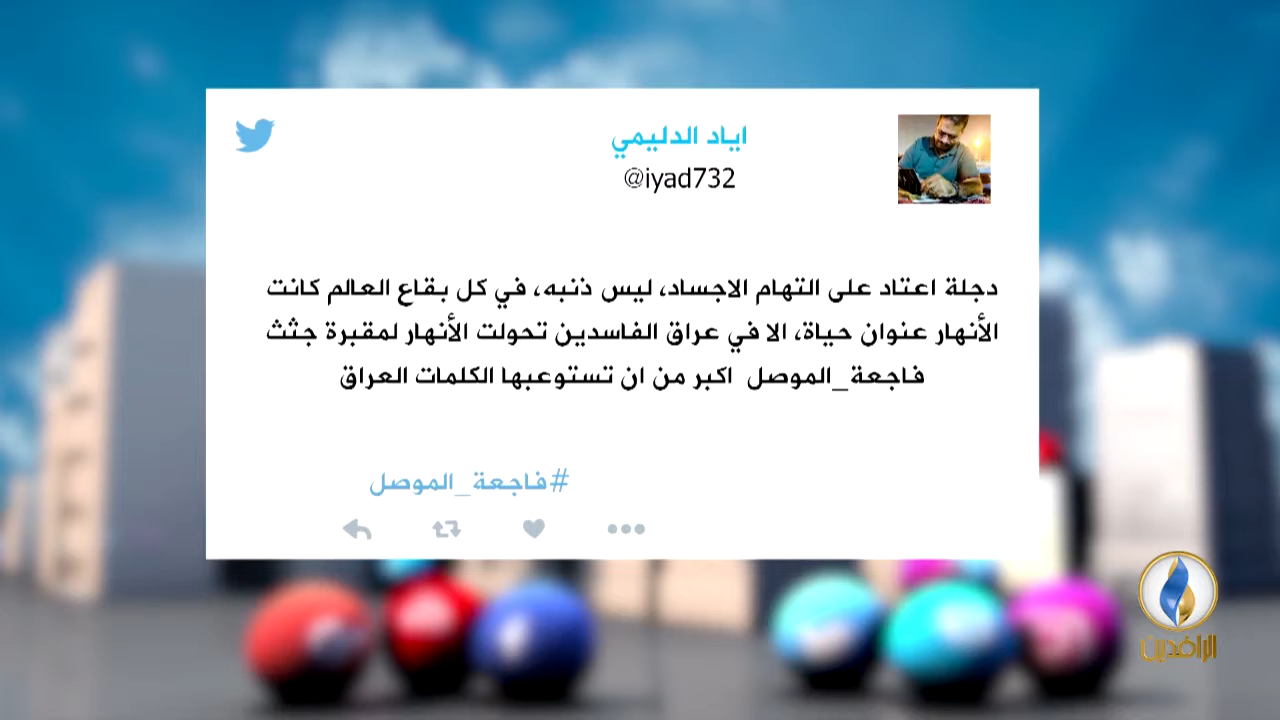 اياد الدليمي
@iyad732
دجلة اعتاد على التهام الاجساد، ليس ذنبه، في كل بقاع العالم كانت
الأنهار عنوان حياة، الا في عراق الفاسدين تحولت الأنهار لمقبرة جثث
فاجعة_الموصل اكبر من ان تستوعبها الكلمات العراق
#فاجعة_الموصل
الرافدين